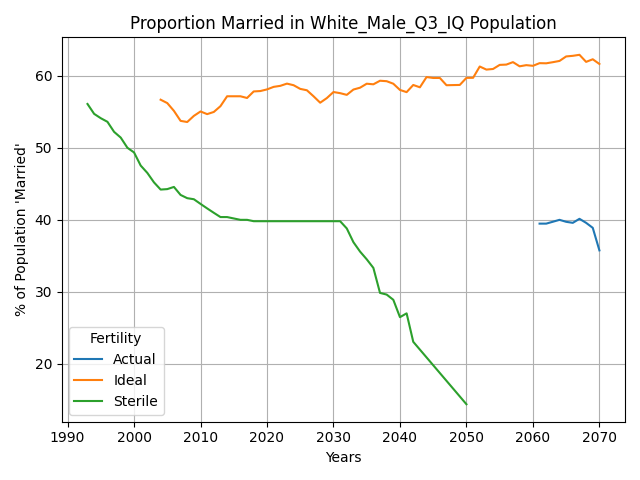 Proportion Married in White_Male_Q3_IQ Population
% of Population 'Married'
60
50
40
30
20
Fertility
Actual
Ideal
Sterile
1990 2000 2010 2020 2030 2040 2050 2060 2070
Years